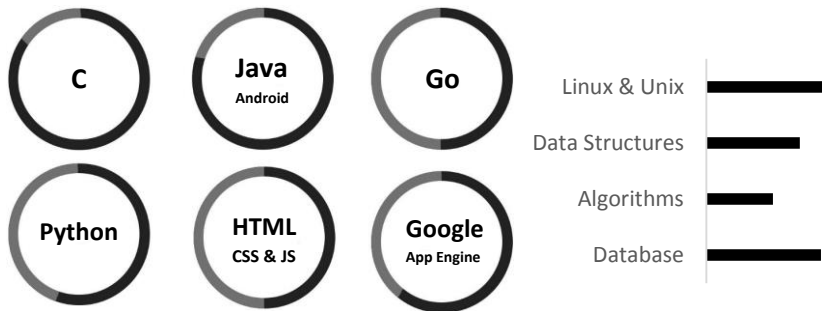 C
Java
Android
Go
Python
HTML
CSS & JS
Google
App Engine
Linux & Unix
Data Structures
Algorithms
Database